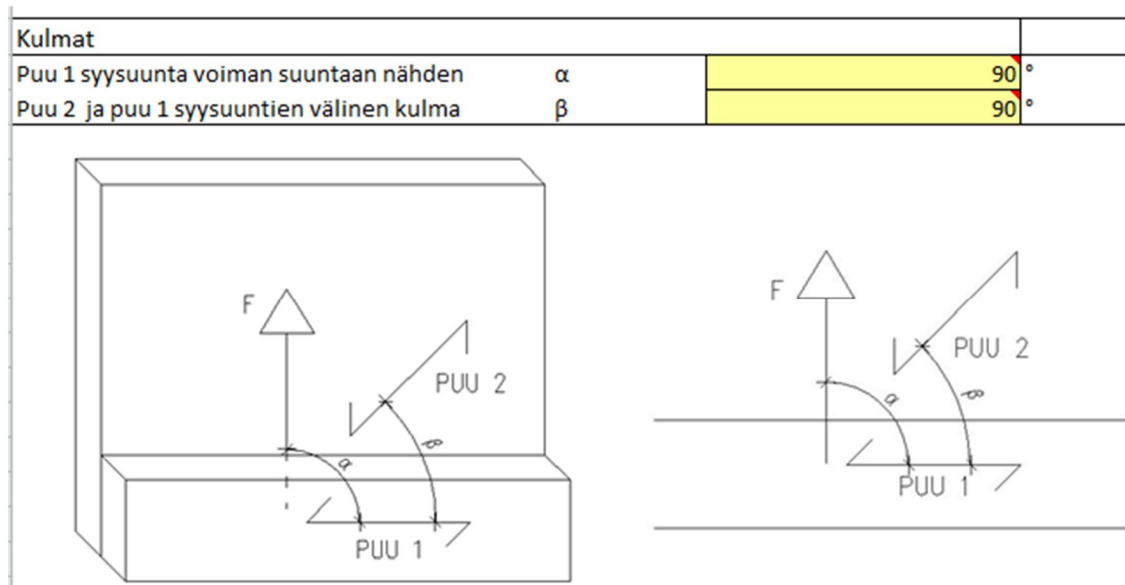 Kulmat
Puu 1 syysuunta voiman suuntaan nähden α 90 °
Puu 2 ja puu 1 syysuuntien välinen kulma β 90 °
F
PUU 2
β
α
PUU 1
F
PUU 2
β
α
PUU 1